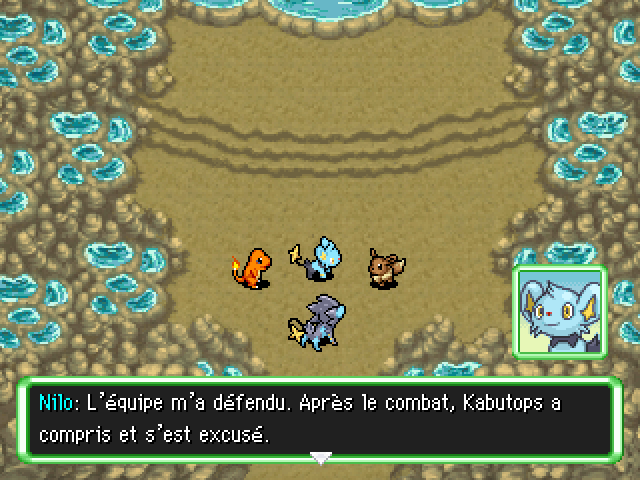 Nilo: L'équipe m'a défendu. Après le combat, Kabutops a
compris et s'est excusé.